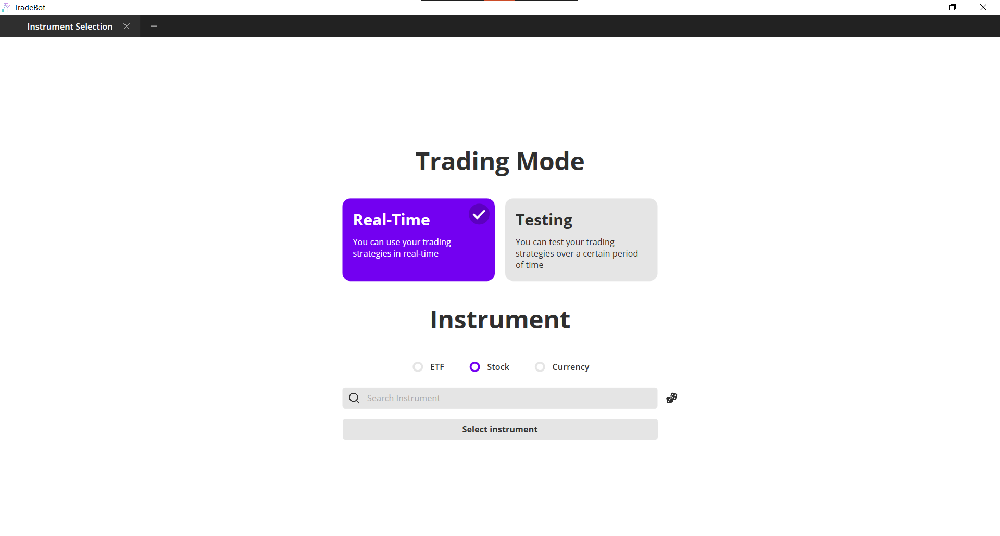 TradeBot
Instrument Selection
Trading Mode
Real-Time
You can use your trading
strategies in real-time
Testing
You can test your trading
strategies over a certain period
of time
Instrument
ETF
Stock
Currency
Search Instrument
Select instrument